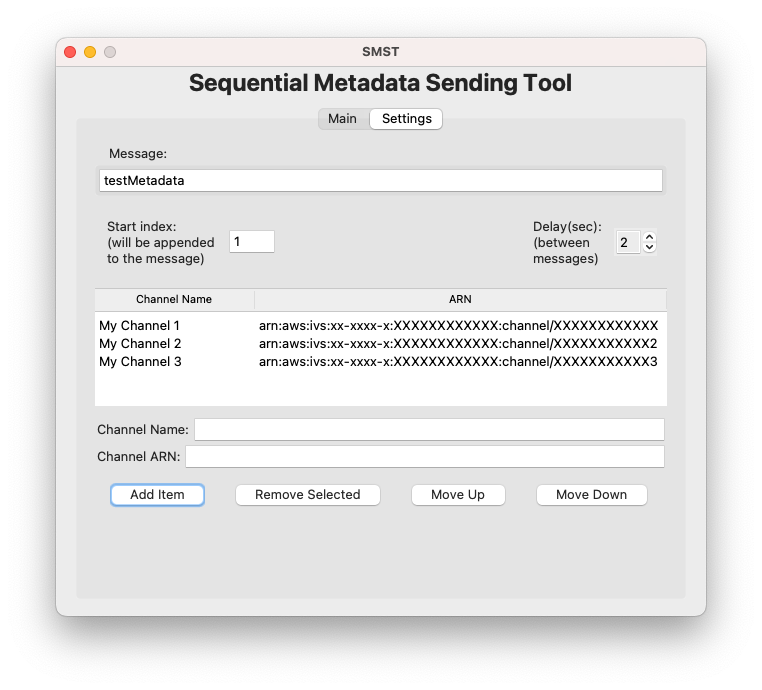 SMST
Sequential Metadata Sending Tool
Main Settings
Message:
testMetadata
Start index:
(will be appended
to the message)
1
Delay(sec):
(between
messages)
2
Channel Name ARN
My Channel 1 arn:aws:ivs:xx-xxxx-x:XXXXXXXXXXXX:channel/XXXXXXXXXXXX
My Channel 2 arn:aws:ivs:xx-xxxx-x:XXXXXXXXXXXX:channel/XXXXXXXXXXX2
My Channel 3 arn:aws:ivs:xx-xxxx-x:XXXXXXXXXXXX:channel/XXXXXXXXXXX3
Channel Name:
Channel ARN:
Add Item Remove Selected Move Up Move Down